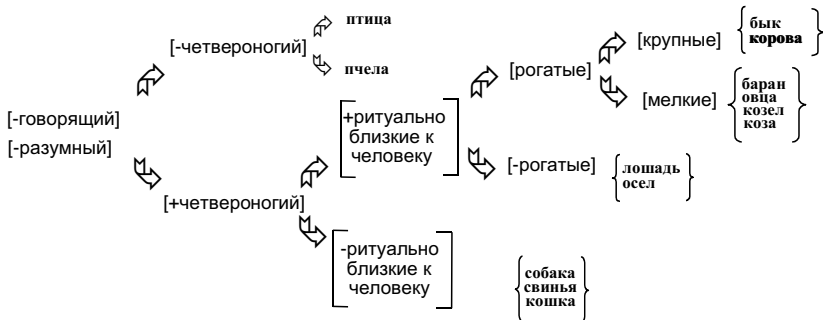 [-говорящий]
[-разумный]
[-четвероногий]
птица
пчела
[+четвероногий]
+ритуально
близкие к
человеку
[рогатые]
[крупные]
бык
корова
[мелкие]
баран
овца
козел
коза
[-рогатые]
лошадь
осел
-ритуально
близкие к
человеку
собака
свинья
кошка